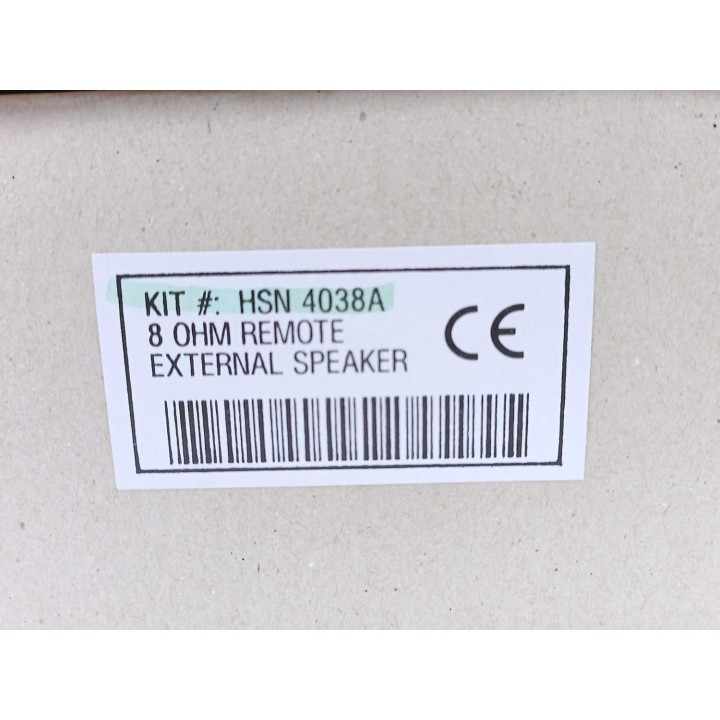 KIT #: HSN 4038A
8 OHM REMOTE
EXTERNAL SPEAKER
CE